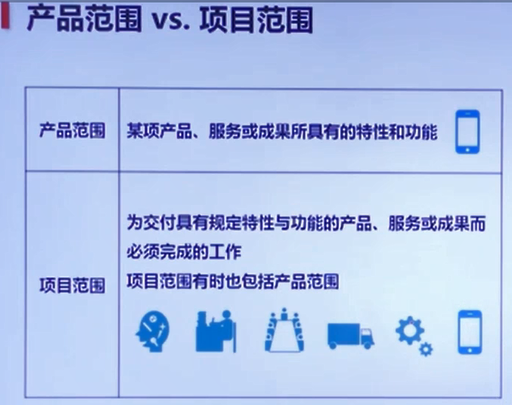 产品范围 vs. 项目范围
产品范围
某项产品、服务或成果所具有的特性和功能
项目范围
为交付具有规定特性与功能的产品、服务或成果而
必须完成的工作
项目范围有时也包括产品范围